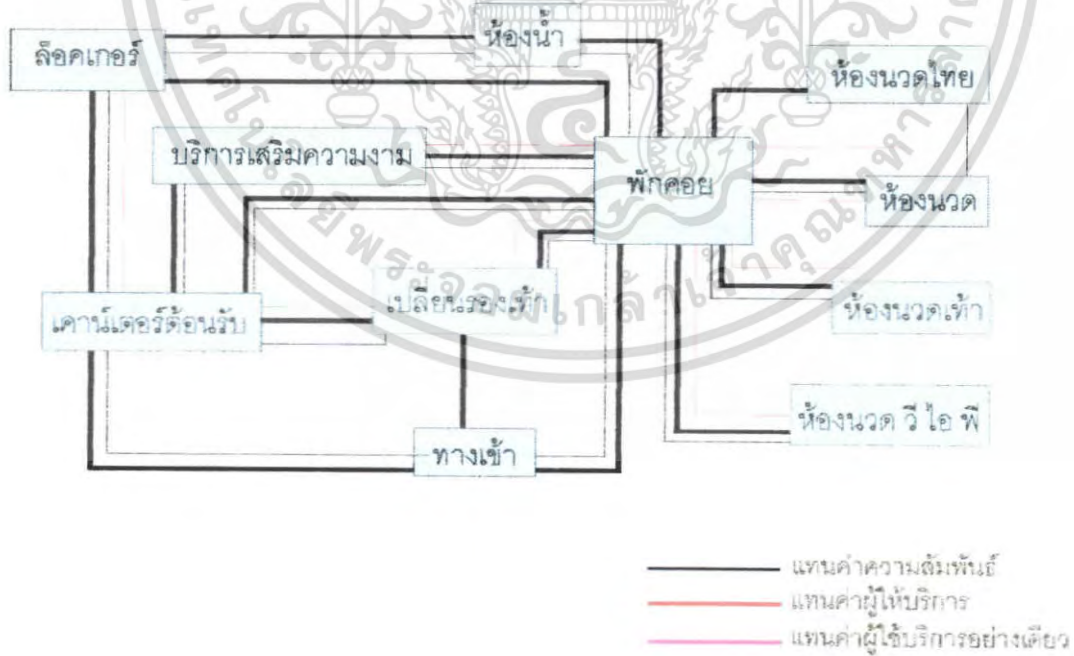 ห้องน้ำ
ล็อคเกอร์
ห้องนวดไทย
บริการเสริมความงาม
พักคอย
ห้องนวด
เปลี่ยนรองเท้า
เคาน์เตอร์ต้อนรับ
ห้องนวดเท้า
ห้องนวด วี ไอ พี
ทางเข้า
แทนค่าความสัมพันธ์
แทนค่าผู้ให้บริการ
แทนค่าผู้ใช้บริการอย่างเดียว